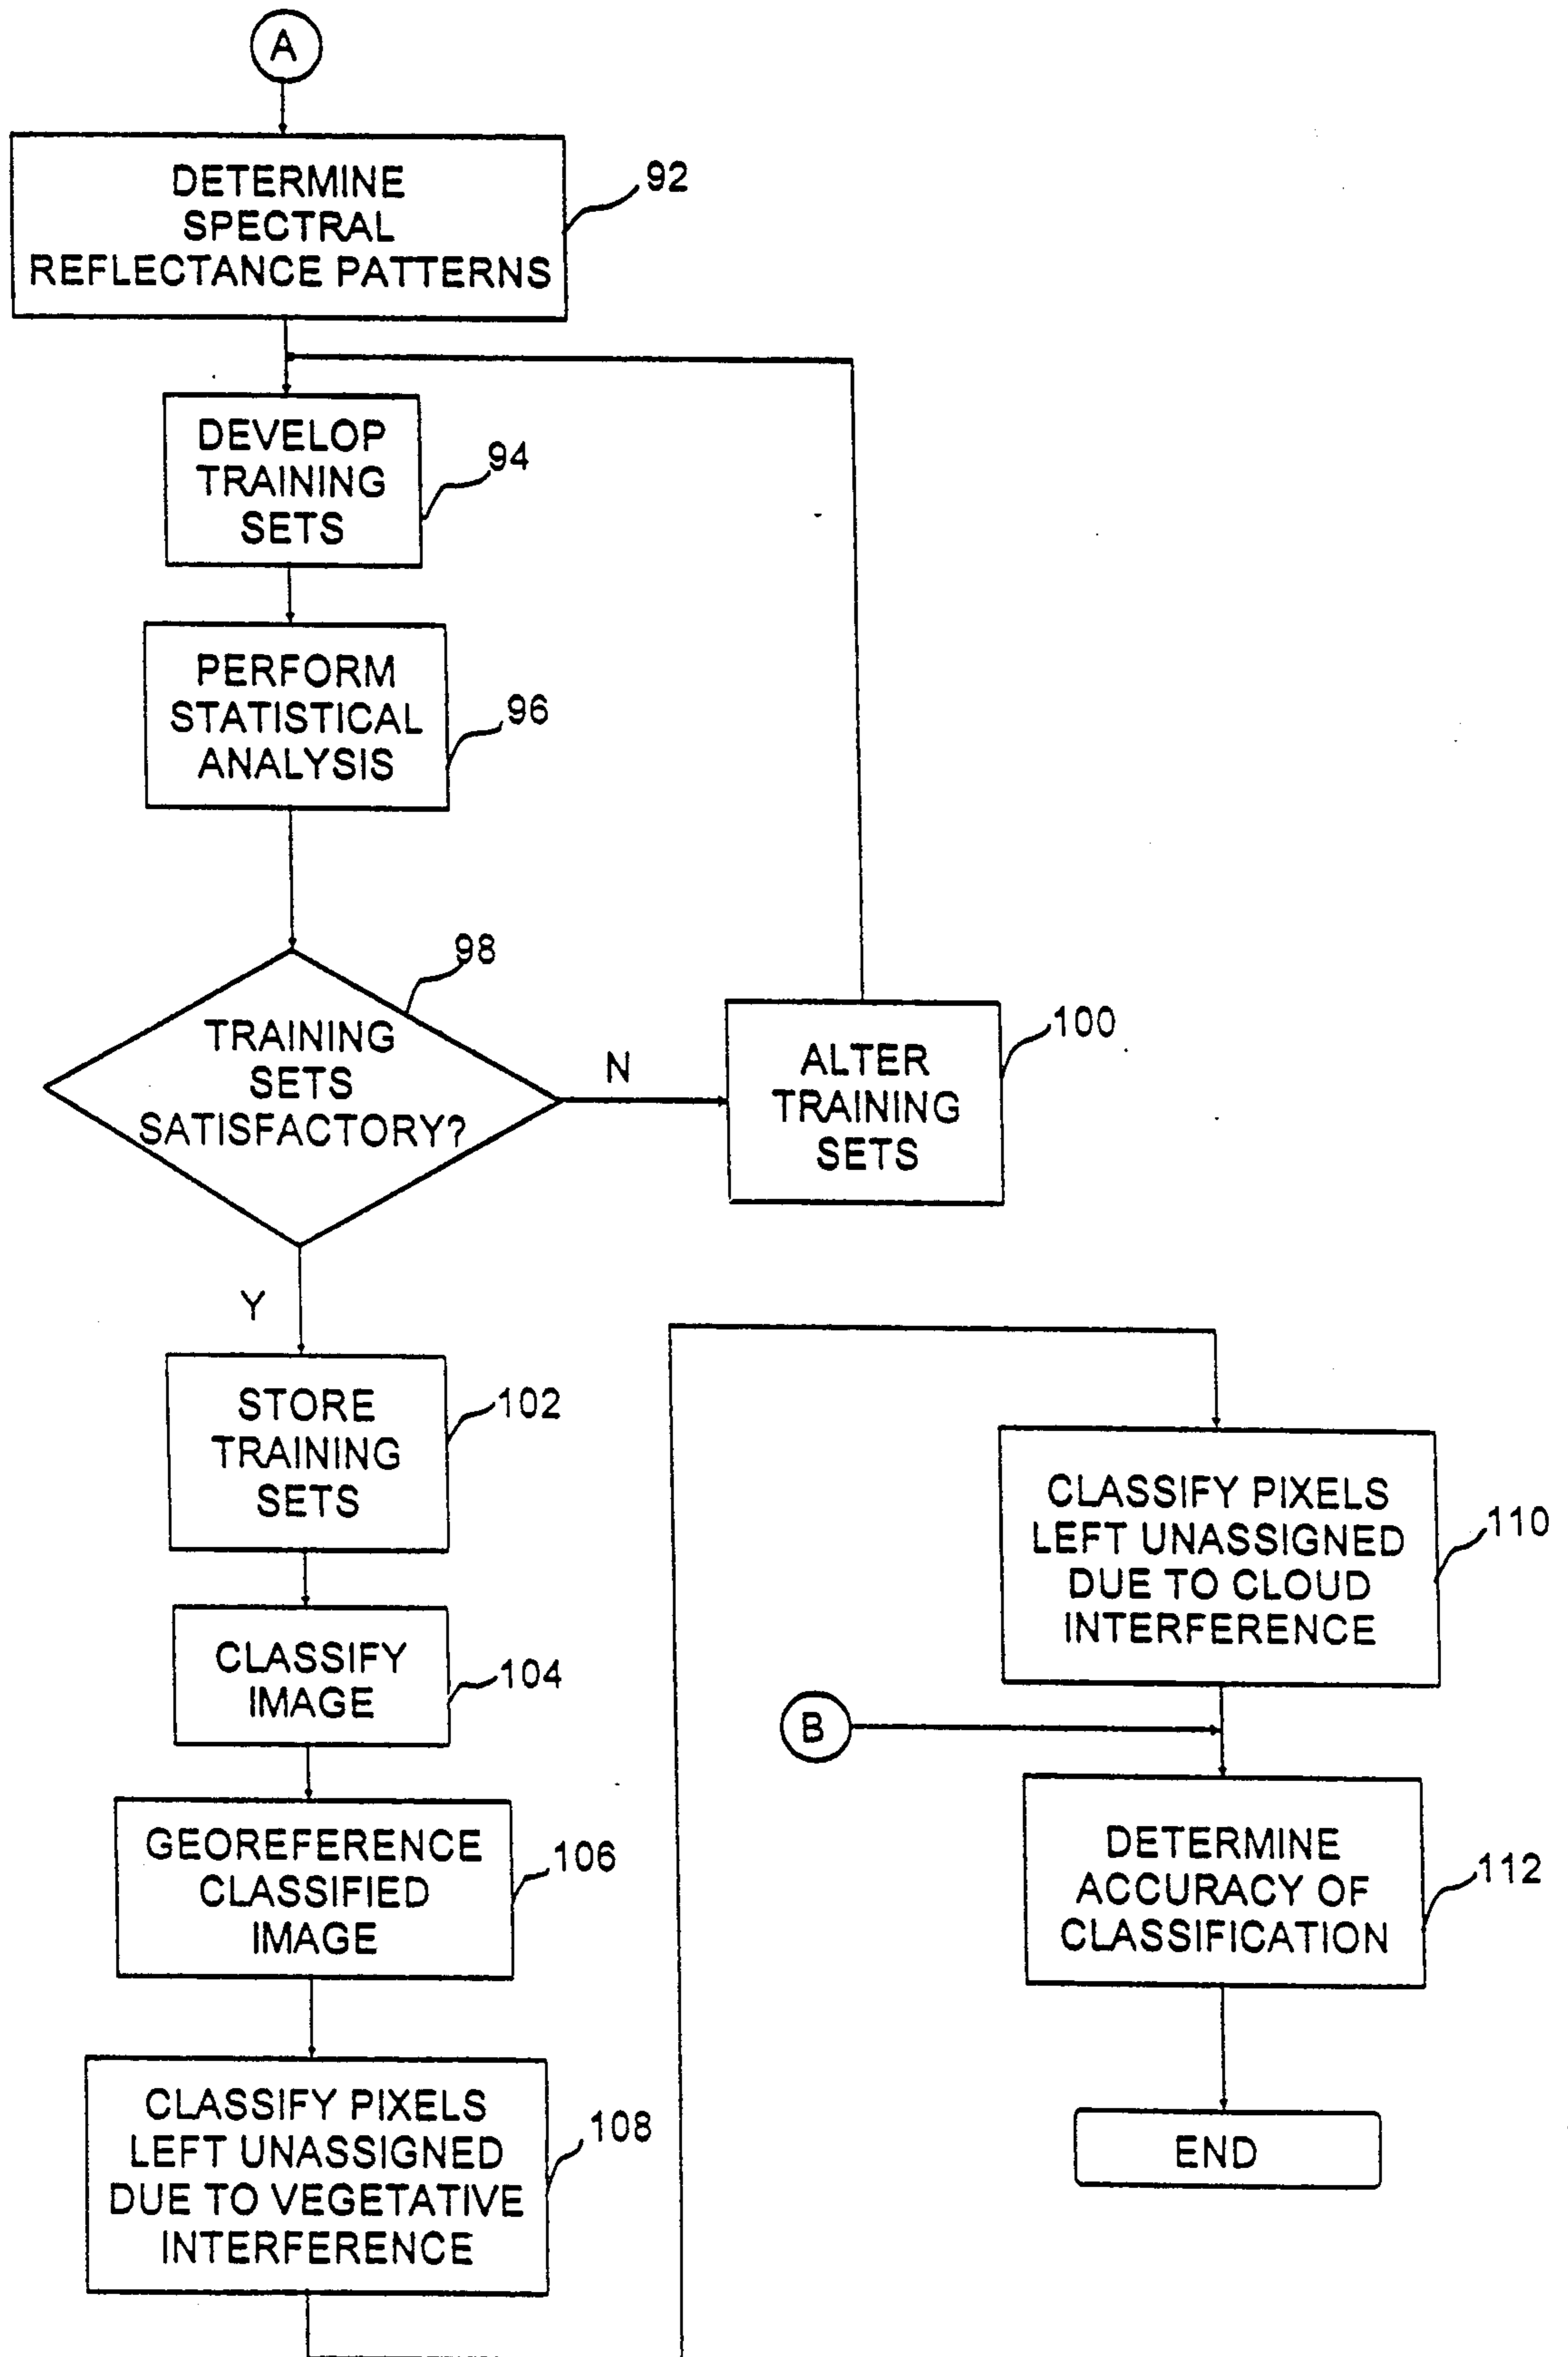 A
DETERMINE
SPECTRAL
REFLECTANCE PATTERNS
92
DEVELOP
TRAINING
SETS
94
PERFORM
STATISTICAL
ANALYSIS
96
TRAINING
SETS
SATISFACTORY?
98
N
ALTER
TRAINING
SETS
100
Y
STORE
TRAINING
SETS
102
CLASSIFY
IMAGE
104
GEOREFERENCE
CLASSIFIED
IMAGE
106
CLASSIFY PIXELS
LEFT UNASSIGNED
DUE TO VEGETATIVE
INTERFERENCE
108
CLASSIFY PIXELS
LEFT UNASSIGNED
DUE TO CLOUD
INTERFERENCE
110
B
DETERMINE
ACCURACY OF
CLASSIFICATION
112
END